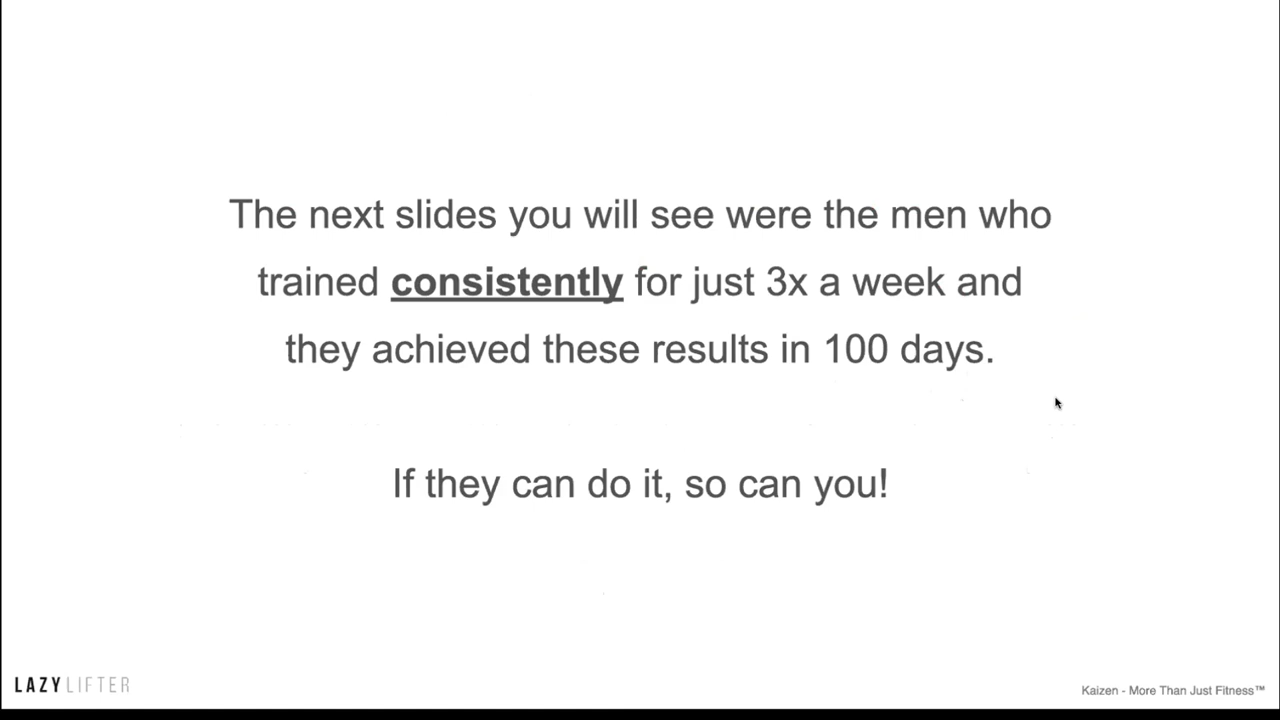 The next slides you will see were the men who
trained consistently for just 3x a week and
they achieved these results in 100 days.
If they can do it, so can you!
LAZYLIFTER
Kaizen - More Than Just Fitness™